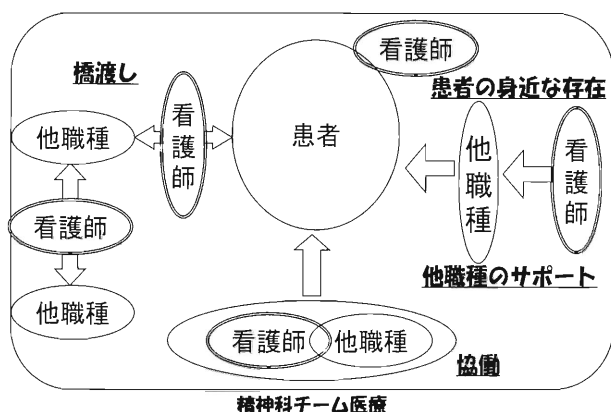 看護師
橋渡し
患者の身近な存在
看護師
患者
他職種
他職種
看護師
看護師
他職種
他職種のサポート
看護師
他職種
協働
精神科チーム医療